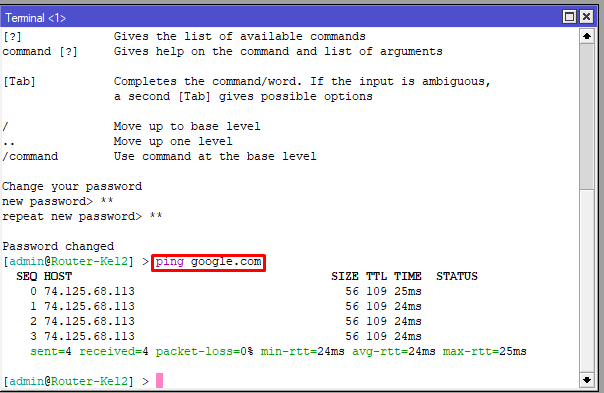 Terminal <1>
[?] Gives the list of available commands
command [?] Gives help on the command and list of arguments
[Tab] Completes the command/word. If the input is ambiguous,
a second [Tab] gives possible options
/ Move up to base level
.. Move up one level
/command Use command at the base level
Change your password
new password> **
repeat new password> **
Password changed
[admin@Router-Kel2] > ping google.com
SEQ HOST SIZE TTL TIME STATUS
0 74.125.68.113 56 109 25ms
1 74.125.68.113 56 109 24ms
2 74.125.68.113 56 109 24ms
3 74.125.68.113 56 109 24ms
sent=4 received=4 packet-loss=0% min-rtt=24ms avg-rtt=24ms max-rtt=25ms
[admin@Router-Kel2] >